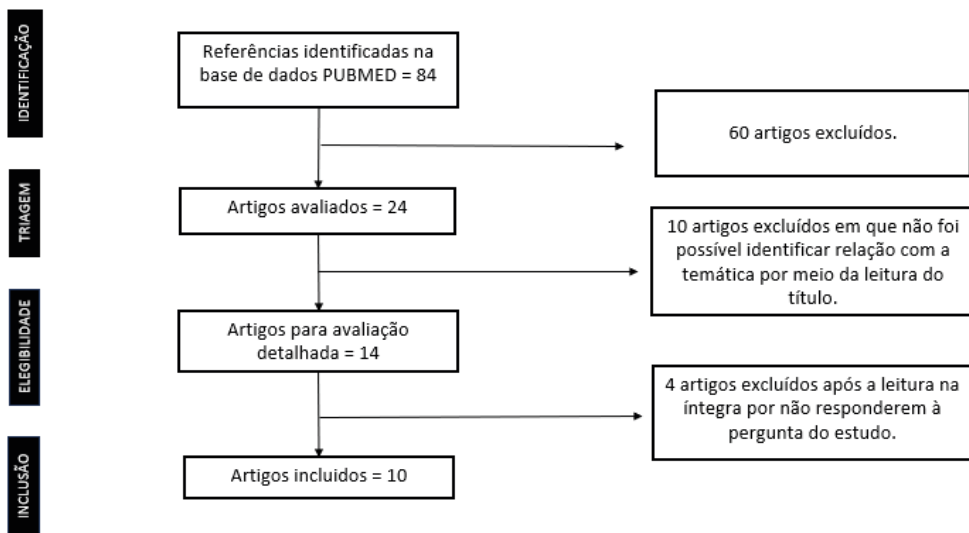 IDENTIFICAÇÃO
Referências identificadas na
base de dados PUBMED = 84
60 artigos excluídos.
TRIAGEM
Artigos avaliados = 24
10 artigos excluídos em que não foi
possível identificar relação com a
temática por meio da leitura do
título.
ELEGIBILIDADE
Artigos para avaliação
detalhada = 14
4 artigos excluídos após a leitura na
íntegra por não responderem à
pergunta do estudo.
INCLUSÃO
Artigos incluidos = 10